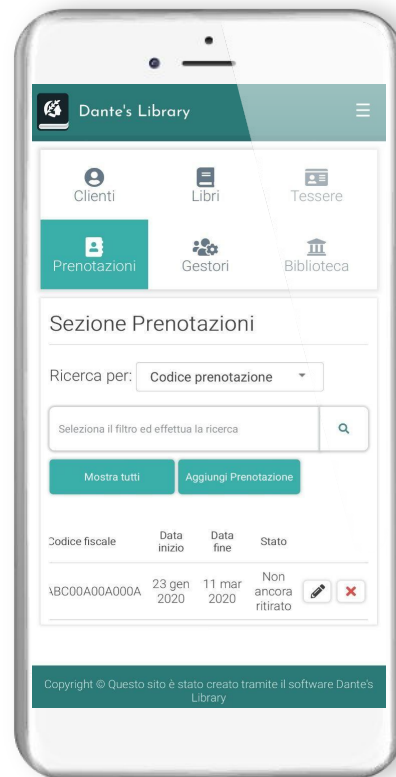 Dante's Library
Clienti Libri Tessere
Prenotazioni Gestori Biblioteca
Sezione Prenotazioni
Ricerca per: Codice prenotazione
Seleziona il filtro ed effettua la ricerca
Mostra tutti Aggiungi Prenotazione
Codice fiscale Data inizio Data fine Stato
ABC00A00A000A 23 gen 2020 11 mar 2020 Non ancora ritirato
Copyright © Questo sito è stato creato tramite il software Dante's
Library